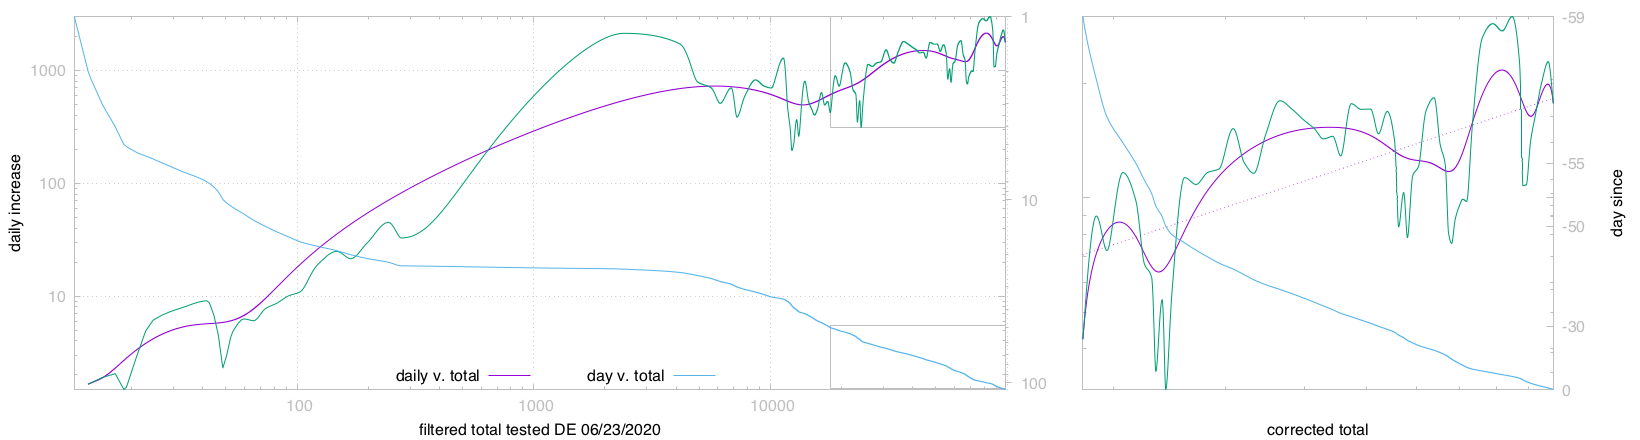 1
-59
1000
daily increase
-55
100
10
-50
day since
10
-30
daily v. total
day v. total
100
0
100
1000
10000
filtered total tested DE 06/23/2020
corrected total